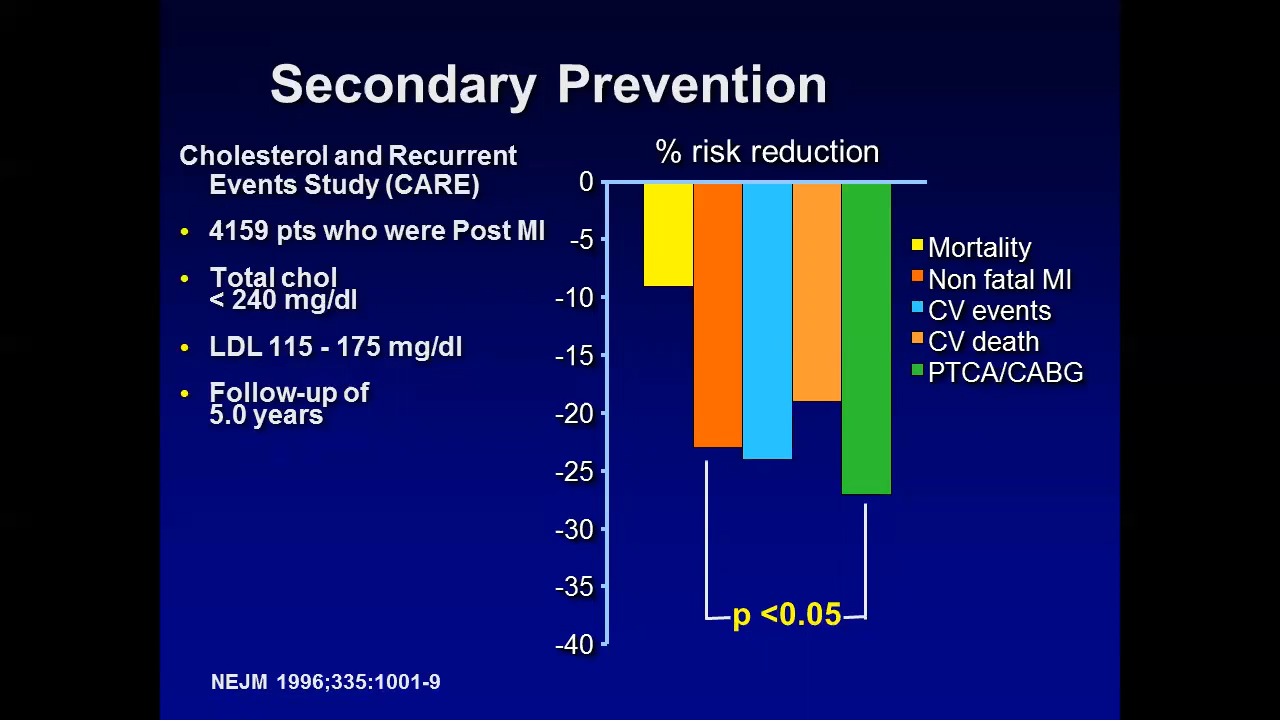 Secondary Prevention
Cholesterol and Recurrent
Events Study (CARE)
• 4159 pts who were Post MI
• Total chol
< 240 mg/dl
• LDL 115 - 175 mg/dl
• Follow-up of
5.0 years
% risk reduction
0
-5
-10
-15
-20
-25
-30
-35
-40
Mortality
Non fatal MI
CV events
CV death
PTCA/CABG
p <0.05
NEJM 1996;335:1001-9